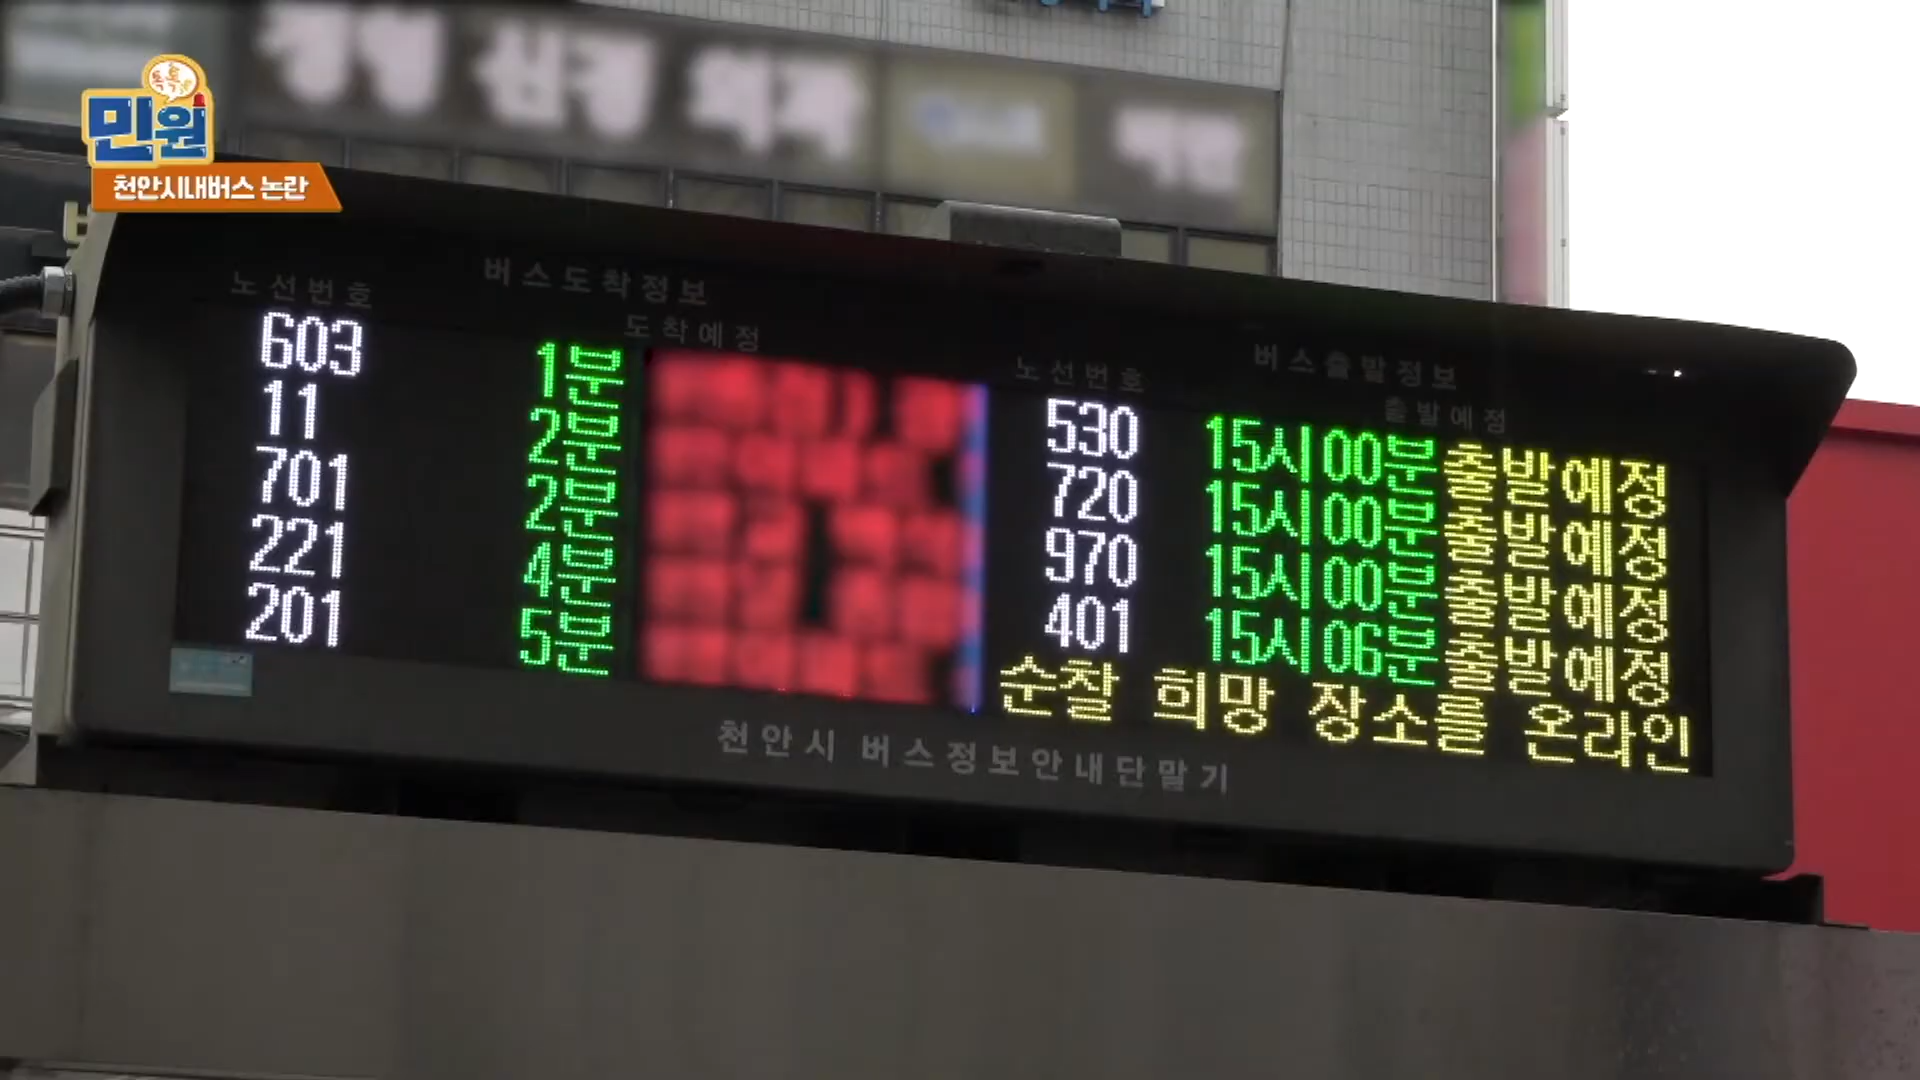 톡톡
민원
천안시내버스 논란
노선번호 버스도착정보
도착예정
603 1분
11 2분
701 2분
221 4분
201 5분
노선번호 버스출발정보
출발예정
530 15시00분 출발예정
720 15시00분 출발예정
970 15시00분 출발예정
401 15시06분 출발예정
순찰 희망 장소를 온라인
천안시 버스정보안내단말기